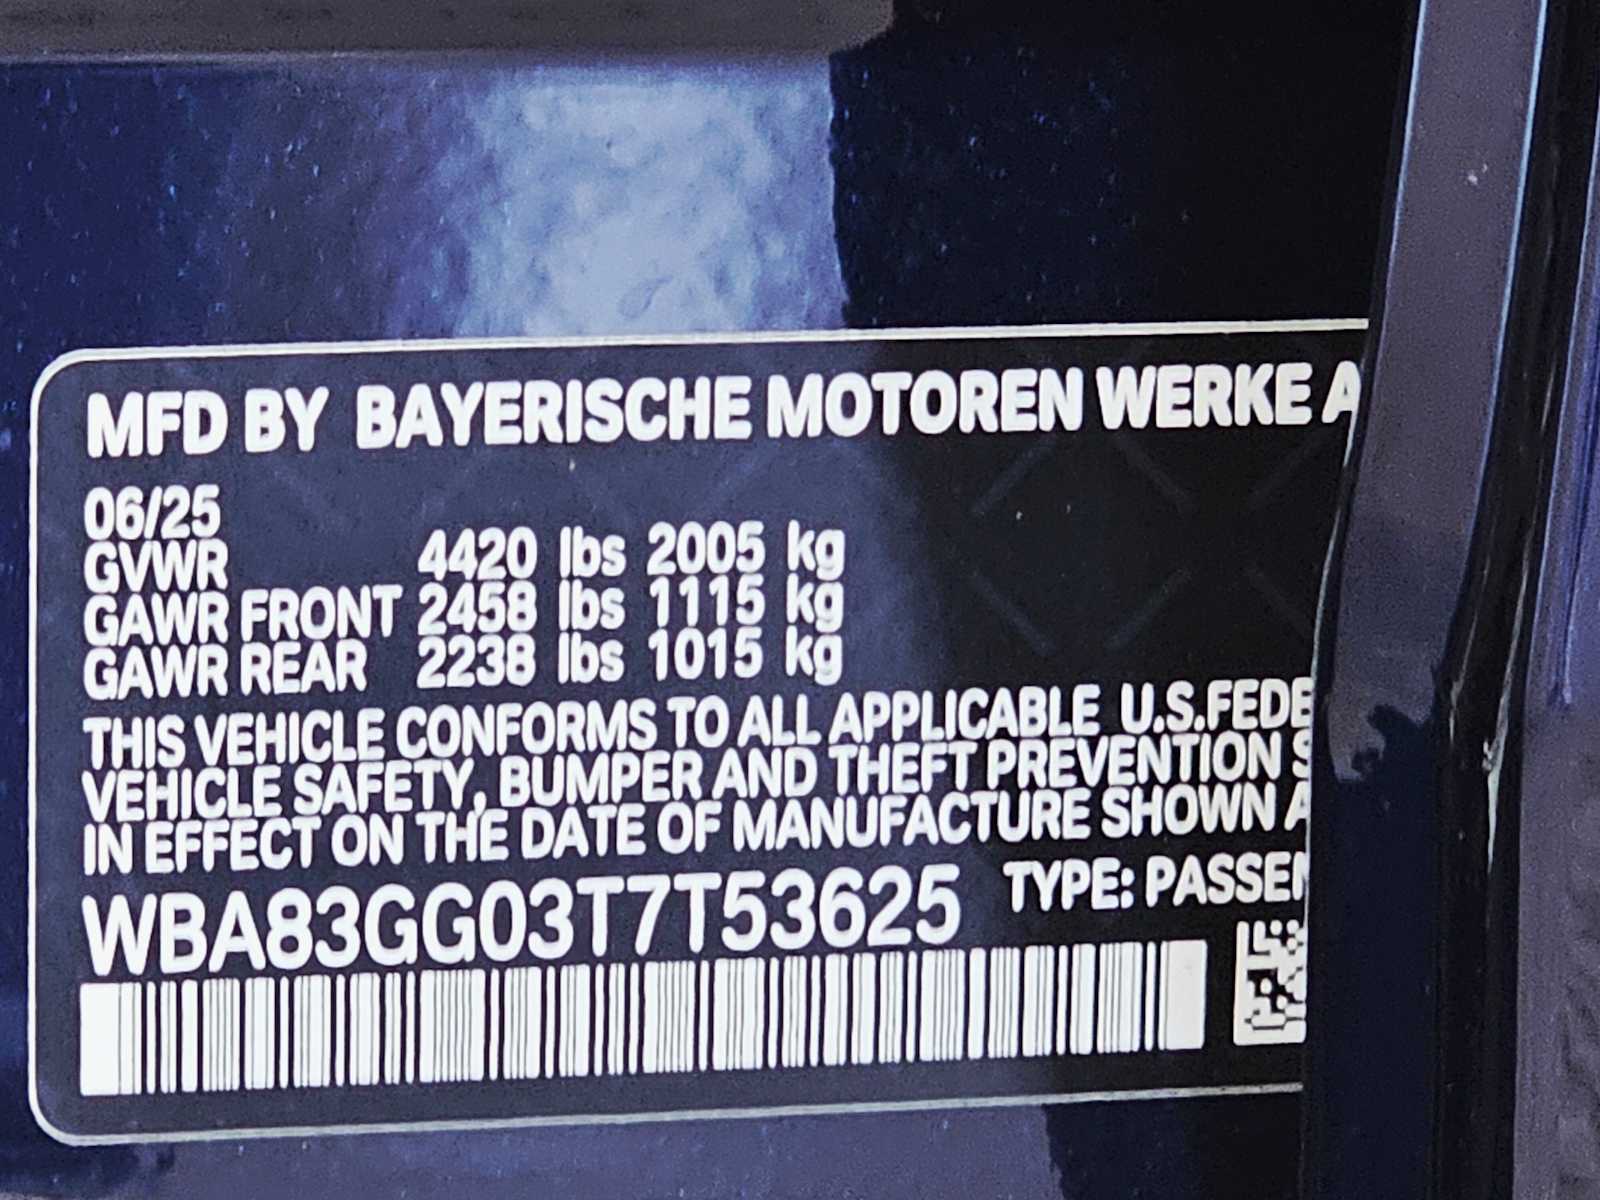 MFD BY BAYERISCHE MOTOREN WERKE A
06/25
GVWR 4420 lbs 2005 kg
GAWR FRONT 2458 lbs 1115 kg
GAWR REAR 2238 lbs 1015 kg
THIS VEHICLE CONFORMS TO ALL APPLICABLE U.S.FEDE
VEHICLE SAFETY, BUMPER AND THEFT PREVENTION S
IN EFFECT ON THE DATE OF MANUFACTURE SHOWN A
WBA83GG03T7T53625 TYPE: PASSEN